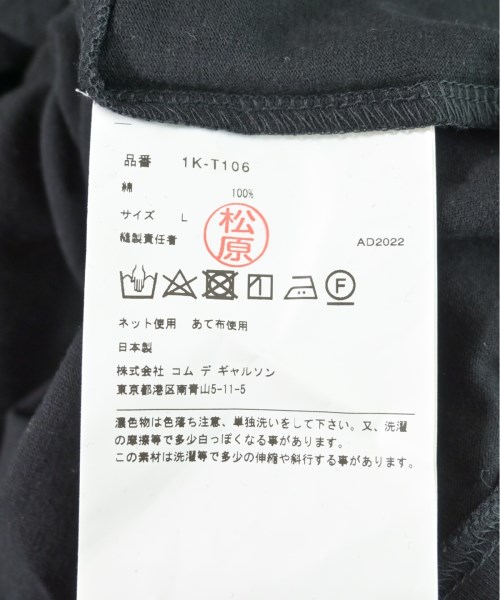 品番 1K-T106
綿 100%
サイズ L
松原
縫製責任者 AD2022
F
ネット使用 あて布使用
日本製
株式会社 コム デ ギャルソン
東京都港区南青山5-11-5
濃色物は色落ち注意、単独洗いをして下さい。又、洗濯
の摩擦等で多少白っぽくなる事があります。
この素材は洗濯等で多少の伸縮や斜行する事があります。